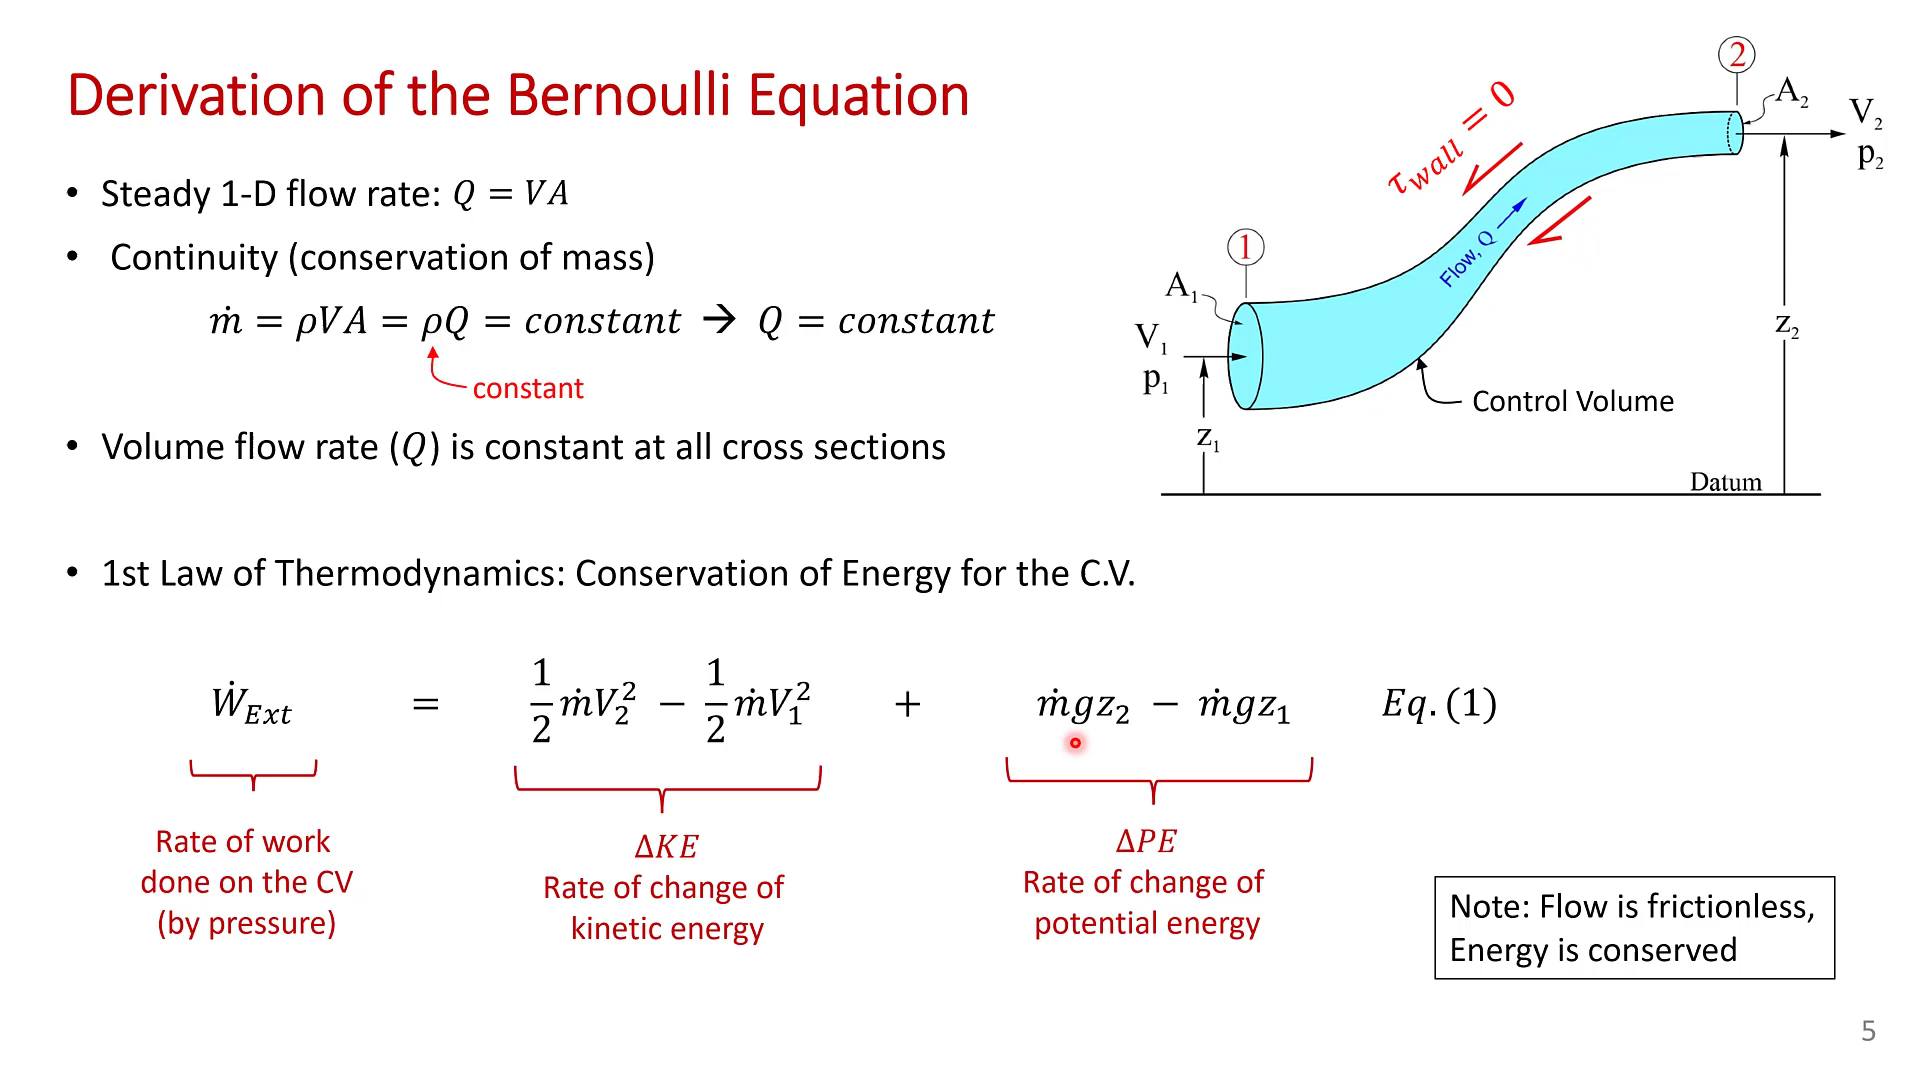 Derivation of the Bernoulli Equation
• Steady 1-D flow rate: Q = VA
• Continuity (conservation of mass)
ṁ = ρVA = ρQ = constant → Q = constant
constant
• Volume flow rate (Q) is constant at all cross sections
• 1st Law of Thermodynamics: Conservation of Energy for the C.V.
Ẇ_Ext = 1/2 ṁV₂² − 1/2 ṁV₁² + ṁgz₂ − ṁgz₁ Eq.(1)
Rate of work
done on the CV
(by pressure)
ΔKE
Rate of change of
kinetic energy
ΔPE
Rate of change of
potential energy
Note: Flow is frictionless,
Energy is conserved
2
A₂
V₂
p₂
τ_wall = 0
Flow, Q
1
A₁
V₁
p₁
z₁
z₂
Control Volume
Datum
5